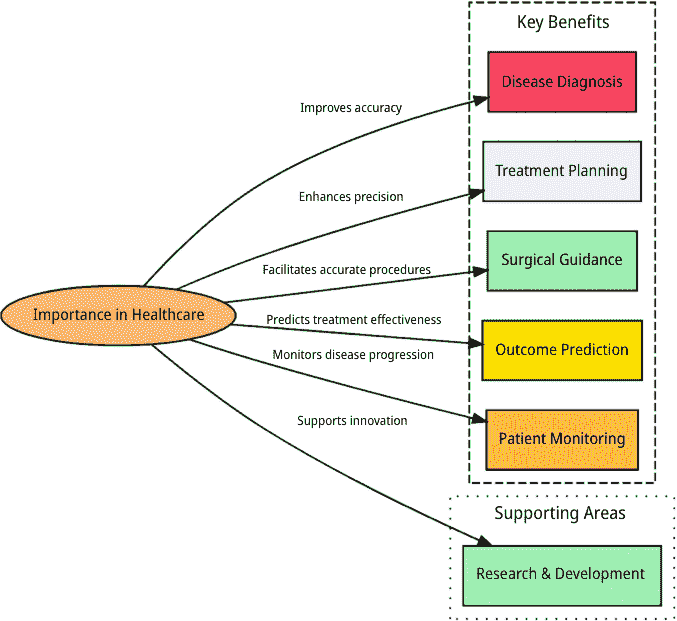 Key Benefits
Disease Diagnosis
Improves accuracy
Treatment Planning
Enhances precision
Surgical Guidance
Facilitates accurate procedures
Importance in Healthcare
Predicts treatment effectiveness
Outcome Prediction
Monitors disease progression
Supports innovation
Patient Monitoring
Supporting Areas
Research & Development